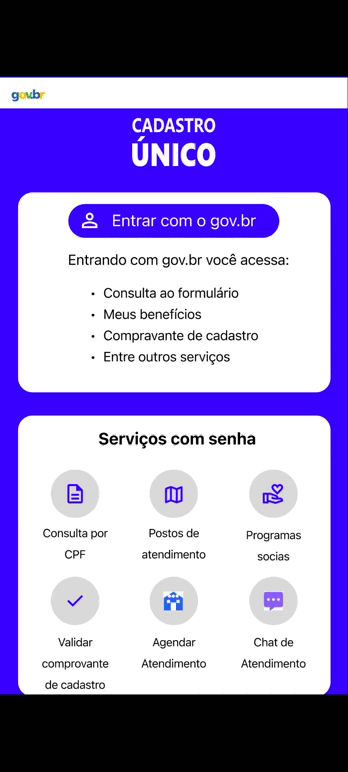 gov.br
CADASTRO
ÚNICO
Entrar com o gov.br
Entrando com gov.br você acessa:
• Consulta ao formulário
• Meus benefícios
• Compravante de cadastro
• Entre outros serviços
Serviços com senha
Consulta por
CPF
Postos de
atendimento
Programas
socias
Validar
comprovante
de cadastro
Agendar
Atendimento
Chat de
Atendimento